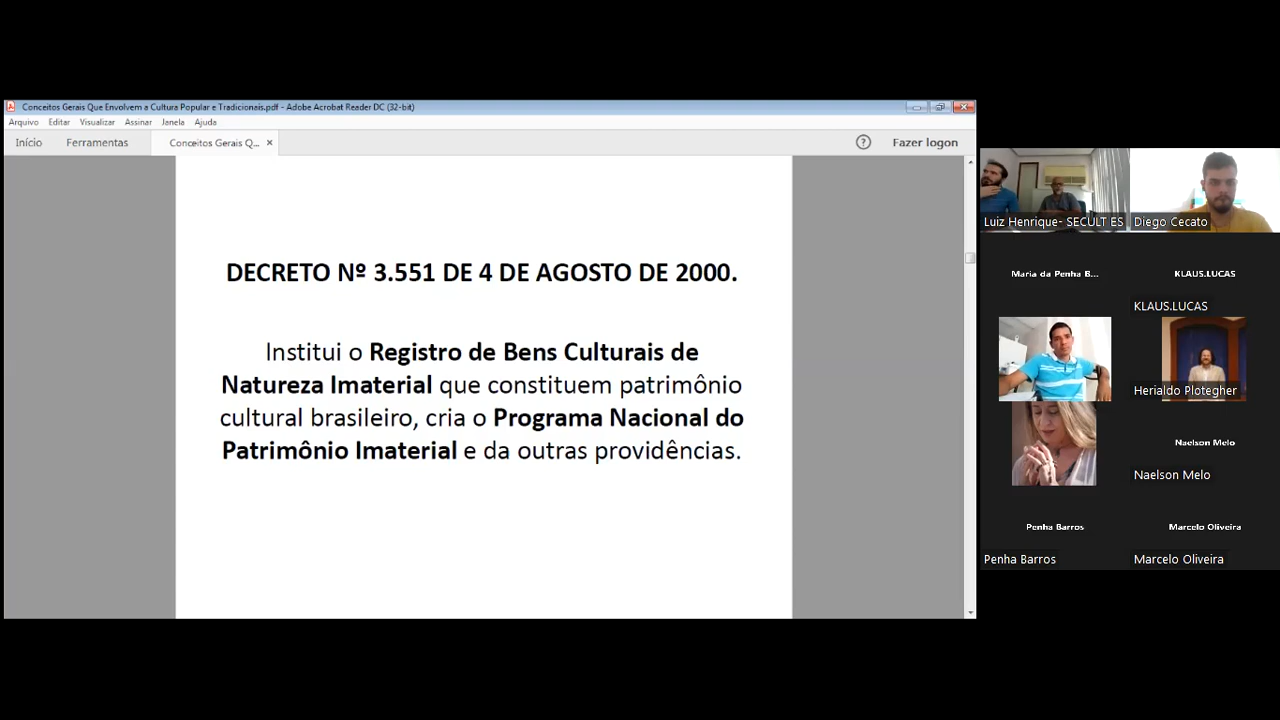 Conceitos Gerais Que Envolvem a Cultura Popular e Tradicionais.pdf - Adobe Acrobat Reader DC (32-bit)
Arquivo Editar Visualizar Assinar Janela Ajuda
Início Ferramentas Conceitos Gerais Q... × ? Fazer logon
DECRETO Nº 3.551 DE 4 DE AGOSTO DE 2000.
Institui o Registro de Bens Culturais de
Natureza Imaterial que constituem patrimônio
cultural brasileiro, cria o Programa Nacional do
Patrimônio Imaterial e da outras providências.
Luiz Henrique- SECULT ES
Diego Cecato
Maria da Penha B...
KLAUS.LUCAS
KLAUS.LUCAS
Herialdo Plotegher
Naelson Melo
Naelson Melo
Penha Barros
Marcelo Oliveira
Penha Barros
Marcelo Oliveira